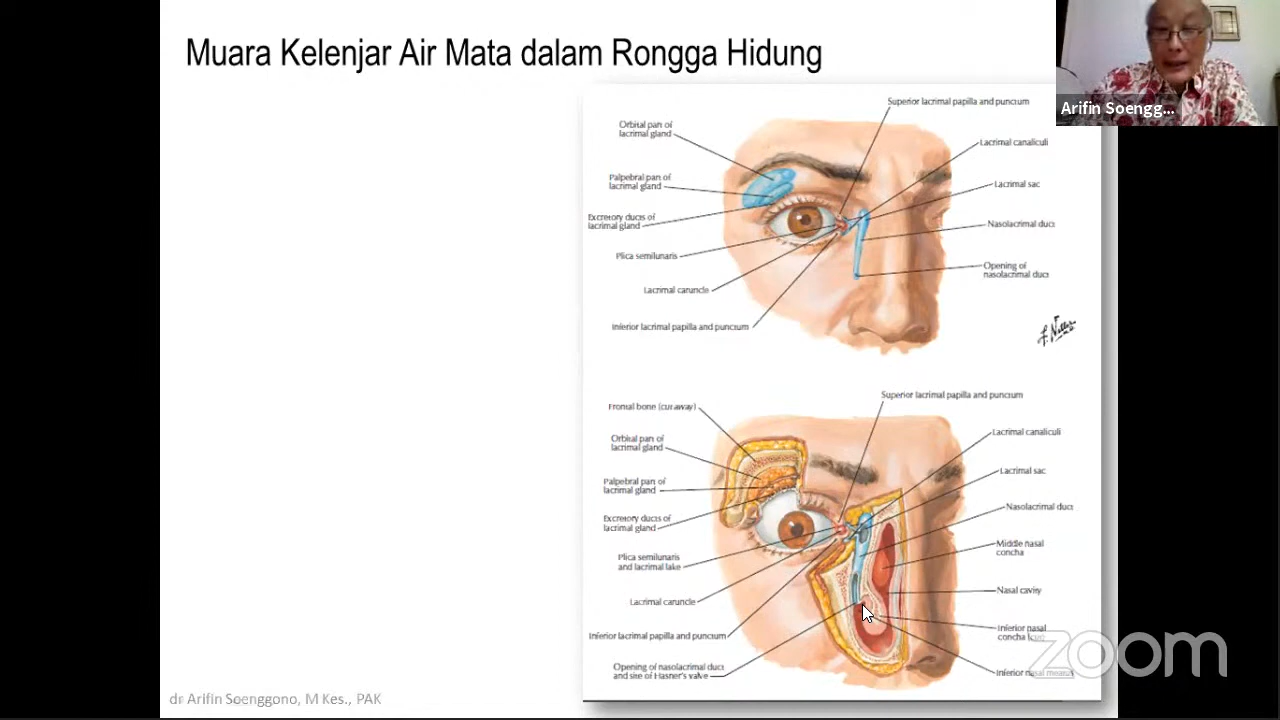 Muara Kelenjar Air Mata dalam Rongga Hidung
Arifin Soengg...
Superior lacrimal papilla and punctum
Orbital part of
lacrimal gland
Lacrimal canaliculi
Palpebral part of
lacrimal gland
Lacrimal sac
Excretory ducts of
lacrimal gland
Nasolacrimal duct
Plica semilunaris
Opening of
nasolacrimal duct
Lacrimal caruncle
Inferior lacrimal papilla and punctum
Superior lacrimal papilla and punctum
Frontal bone (cut away)
Lacrimal canaliculi
Orbital part of
lacrimal gland
Lacrimal sac
Palpebral part of
lacrimal gland
Nasolacrimal duct
Excretory ducts of
lacrimal gland
Middle nasal
concha
Plica semilunaris
and lacrimal lake
Nasal cavity
Lacrimal caruncle
Inferior nasal
concha (cut)
Inferior lacrimal papilla and punctum
Opening of nasolacrimal duct
and site of Hasner's valve
Inferior nasal meatus
zoom
dr Arifin Soenggono, M Kes., PAK